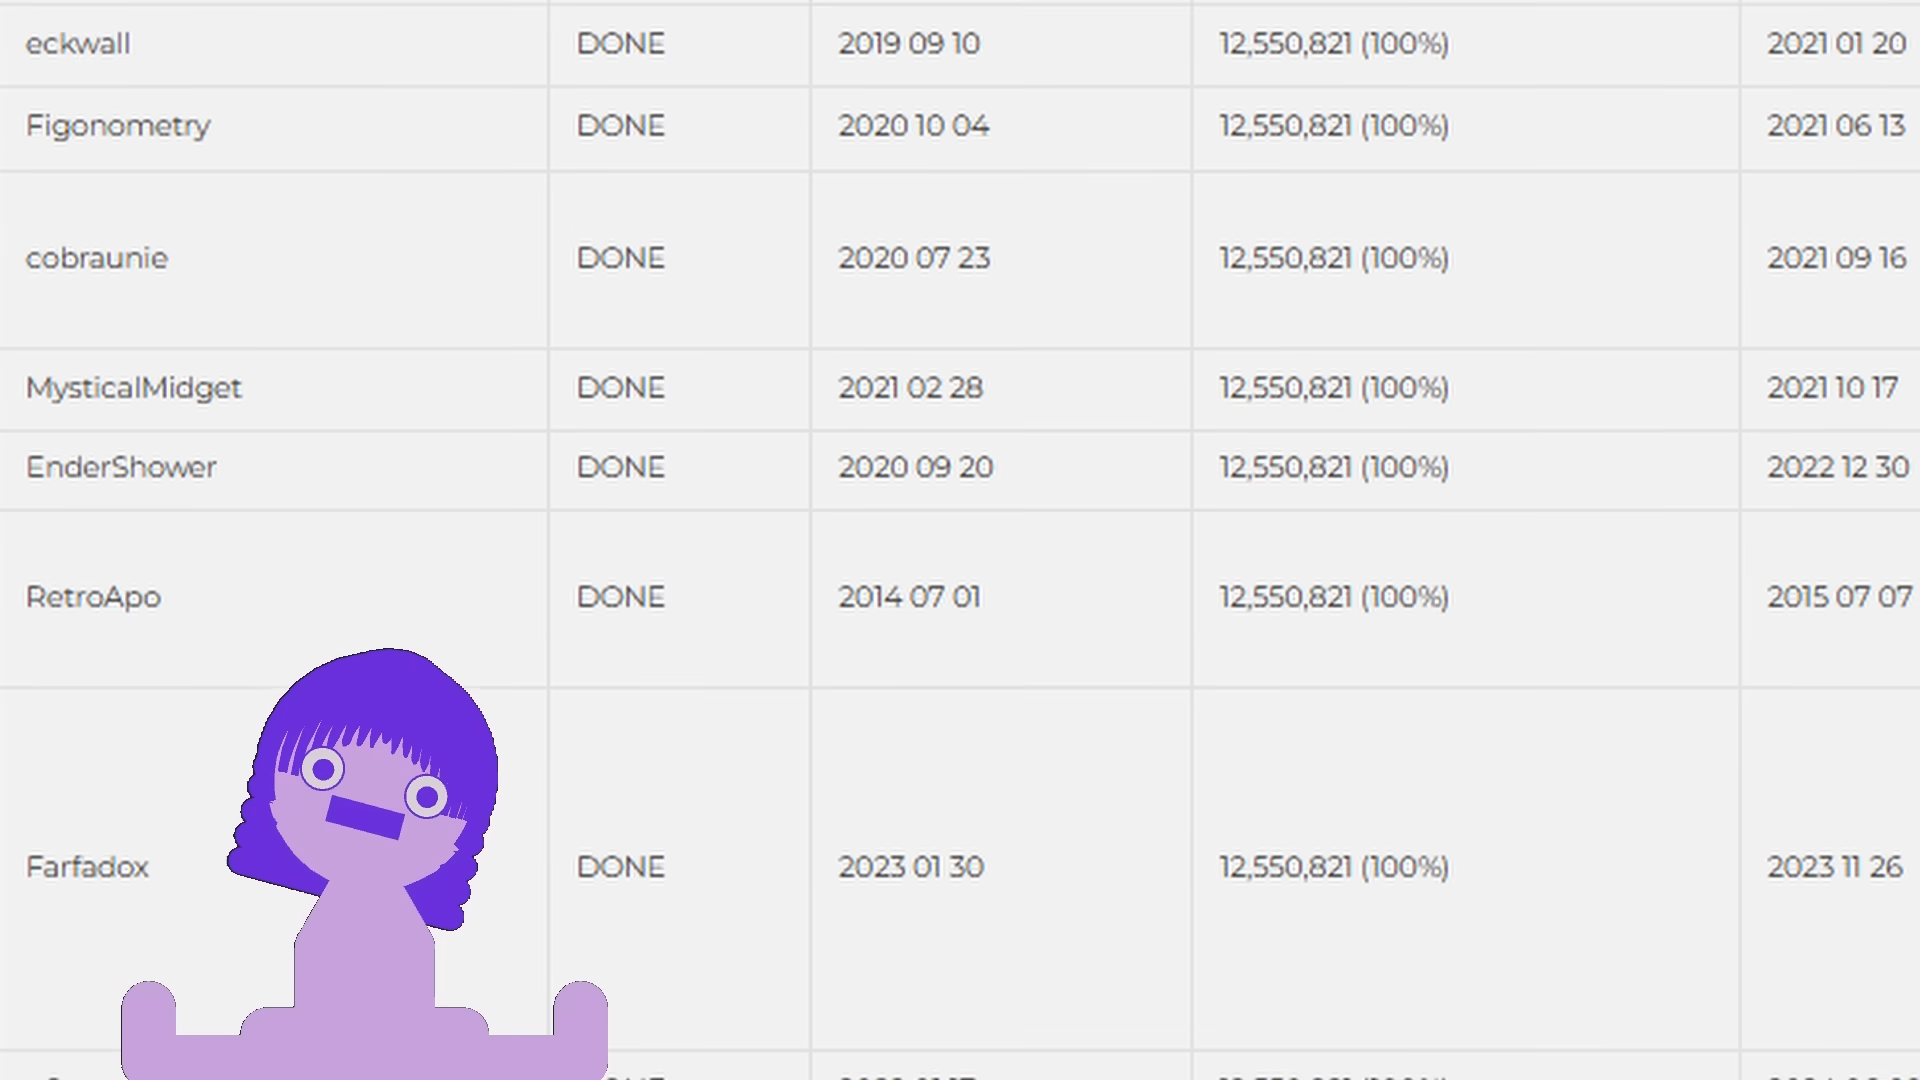 eckwall DONE 2019 09 10 12,550,821 (100%) 2021 01 20
Figonometry DONE 2020 10 04 12,550,821 (100%) 2021 06 13
cobraunie DONE 2020 07 23 12,550,821 (100%) 2021 09 16
MysticalMidget DONE 2021 02 28 12,550,821 (100%) 2021 10 17
EnderShower DONE 2020 09 20 12,550,821 (100%) 2022 12 30
RetroApo DONE 2014 07 01 12,550,821 (100%) 2015 07 07
Farfadox DONE 2023 01 30 12,550,821 (100%) 2023 11 26